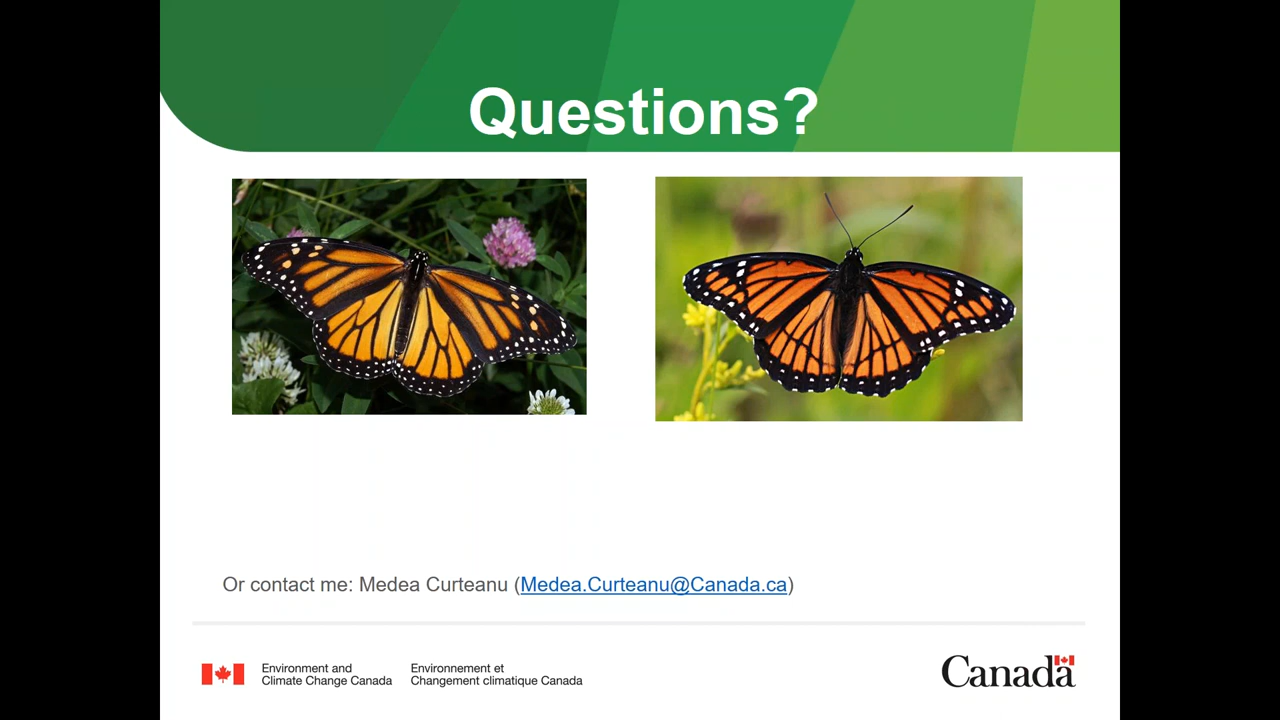 Questions?
Or contact me: Medea Curteanu (Medea.Curteanu@Canada.ca)
Environment and
Climate Change Canada
Environnement et
Changement climatique Canada
Canada